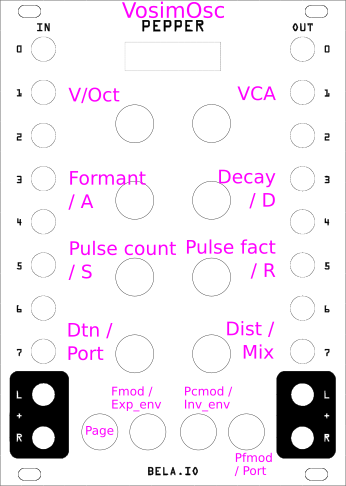 VosimOsc
PEPPER
IN
OUT
0
0
1
V/Oct
VCA
1
2
2
3
Formant
/ A
Decay
/ D
3
4
4
5
Pulse count
/ S
Pulse fact
/ R
5
6
6
7
Dtn /
Port
Dist /
Mix
7
L
+
R
Fmod /
Exp_env
Pcmod /
Inv_env
L
+
R
Page
Pfmod
/ Port
BELA.IO